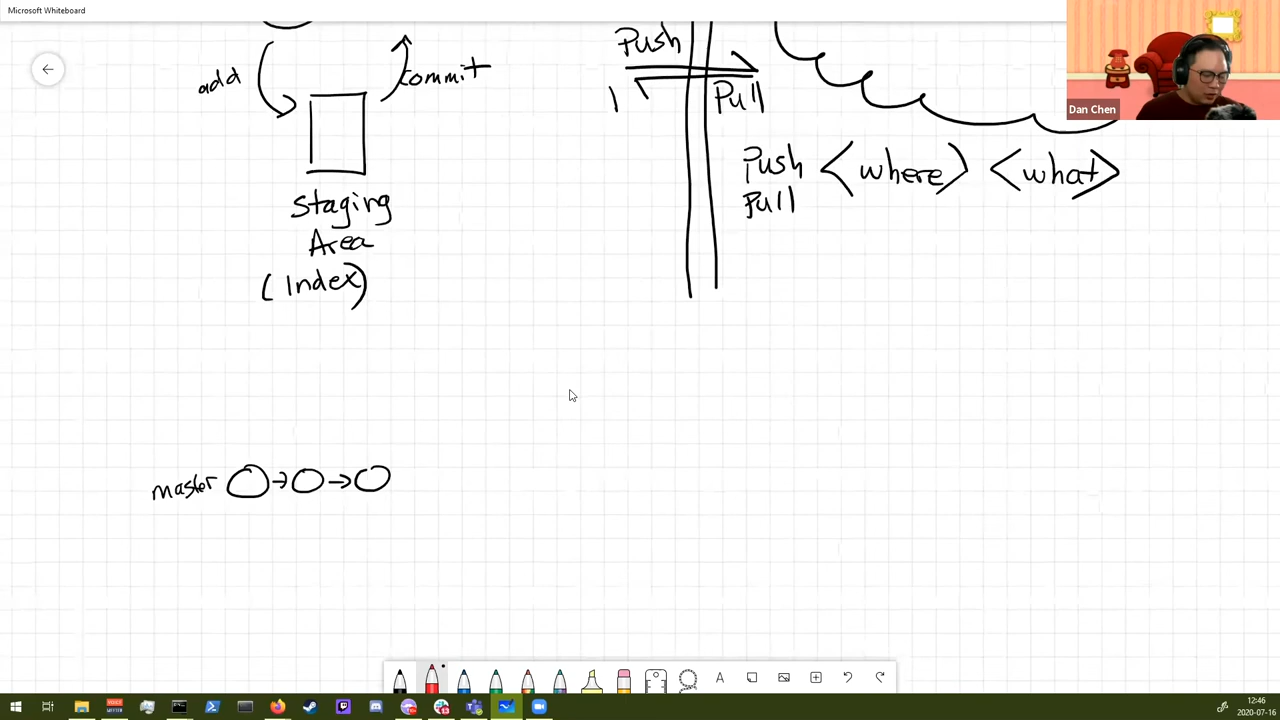 Microsoft Whiteboard
Dan Chen
add
commit
Push
Pull
Staging
Area
(Index)
Push <where> <what>
Pull
master
A
12:46
2020-07-16